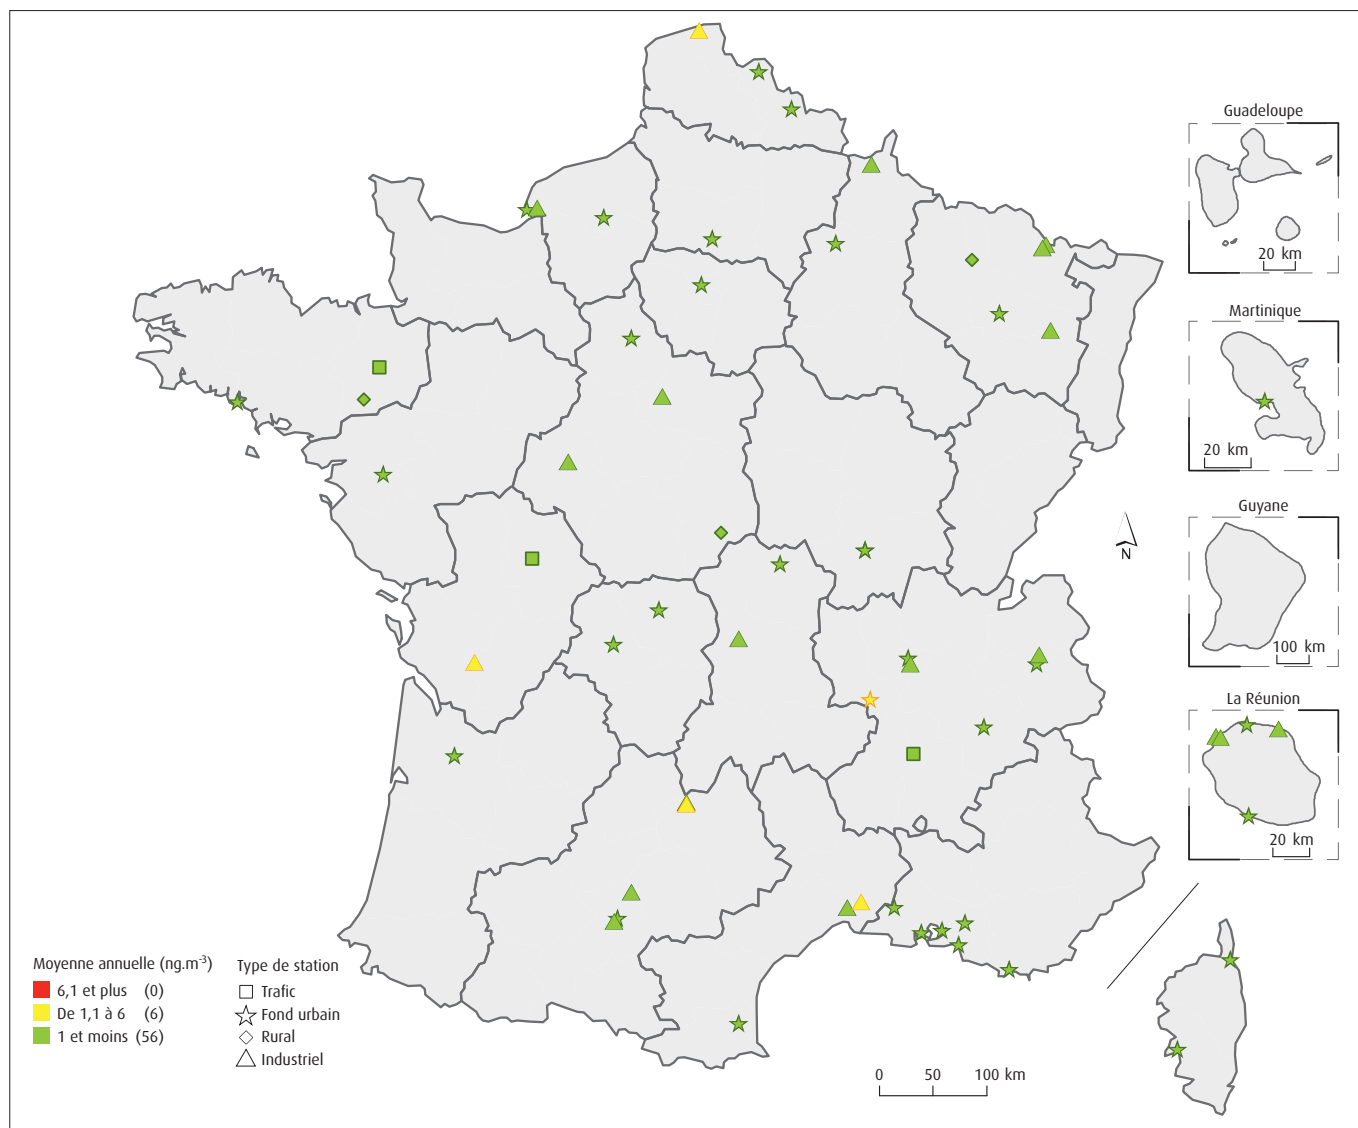 Guadeloupe
20 km
Martinique
20 km
N
Guyane
100 km
La Réunion
20 km
Moyenne annuelle (ng.m⁻³)
6,1 et plus (0)
De 1,1 à 6 (6)
1 et moins (56)
Type de station
Trafic
Fond urbain
Rural
Industriel
0 50 100 km